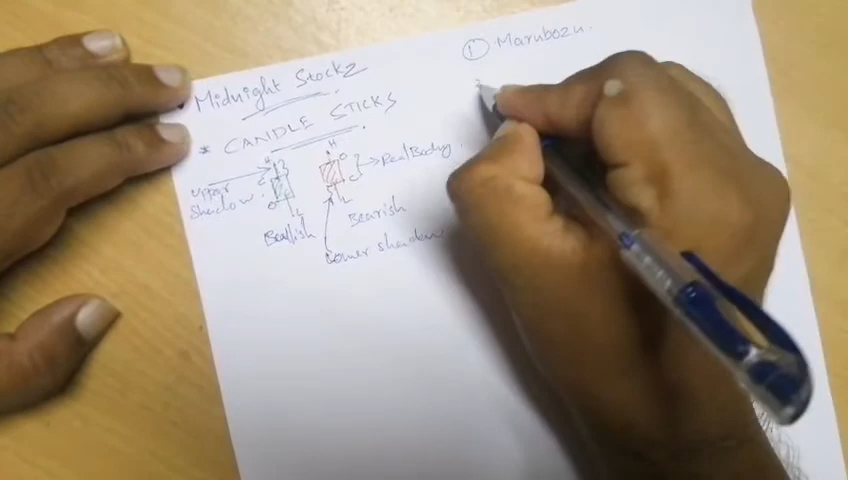 Midnight Stockz
* CANDLE STICKS
① Marubozu.
H
C
O
L
Upper shadow.
Bullish
H
O
C
L
Real Body.
Bearish
Lower shadow